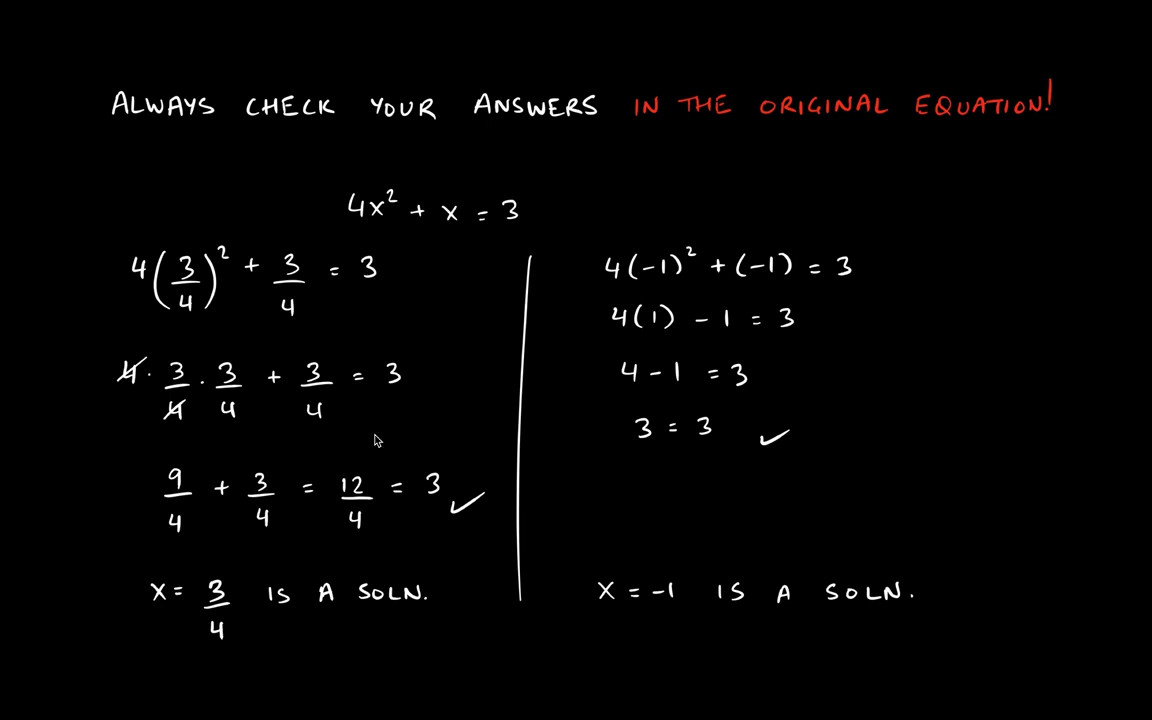 ALWAYS CHECK YOUR ANSWERS IN THE ORIGINAL EQUATION!
4x² + x = 3
4(3/4)² + 3/4 = 3
4 · 3/4 · 3/4 + 3/4 = 3
9/4 + 3/4 = 12/4 = 3 ✓
x = 3/4 IS A SOLN.
4(-1)² + (-1) = 3
4(1) - 1 = 3
4 - 1 = 3
3 = 3 ✓
x = -1 IS A SOLN.